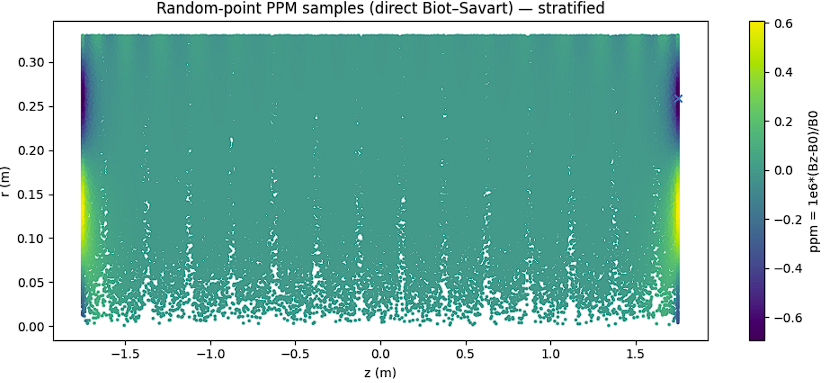 Random-point PPM samples (direct Biot–Savart) — stratified
r (m)
0.30
0.25
0.20
0.15
0.10
0.05
0.00
−1.5 −1.0 −0.5 0.0 0.5 1.0 1.5
z (m)
0.6
0.4
0.2
0.0
−0.2
−0.4
−0.6
ppm = 1e6*(Bz-B0)/B0